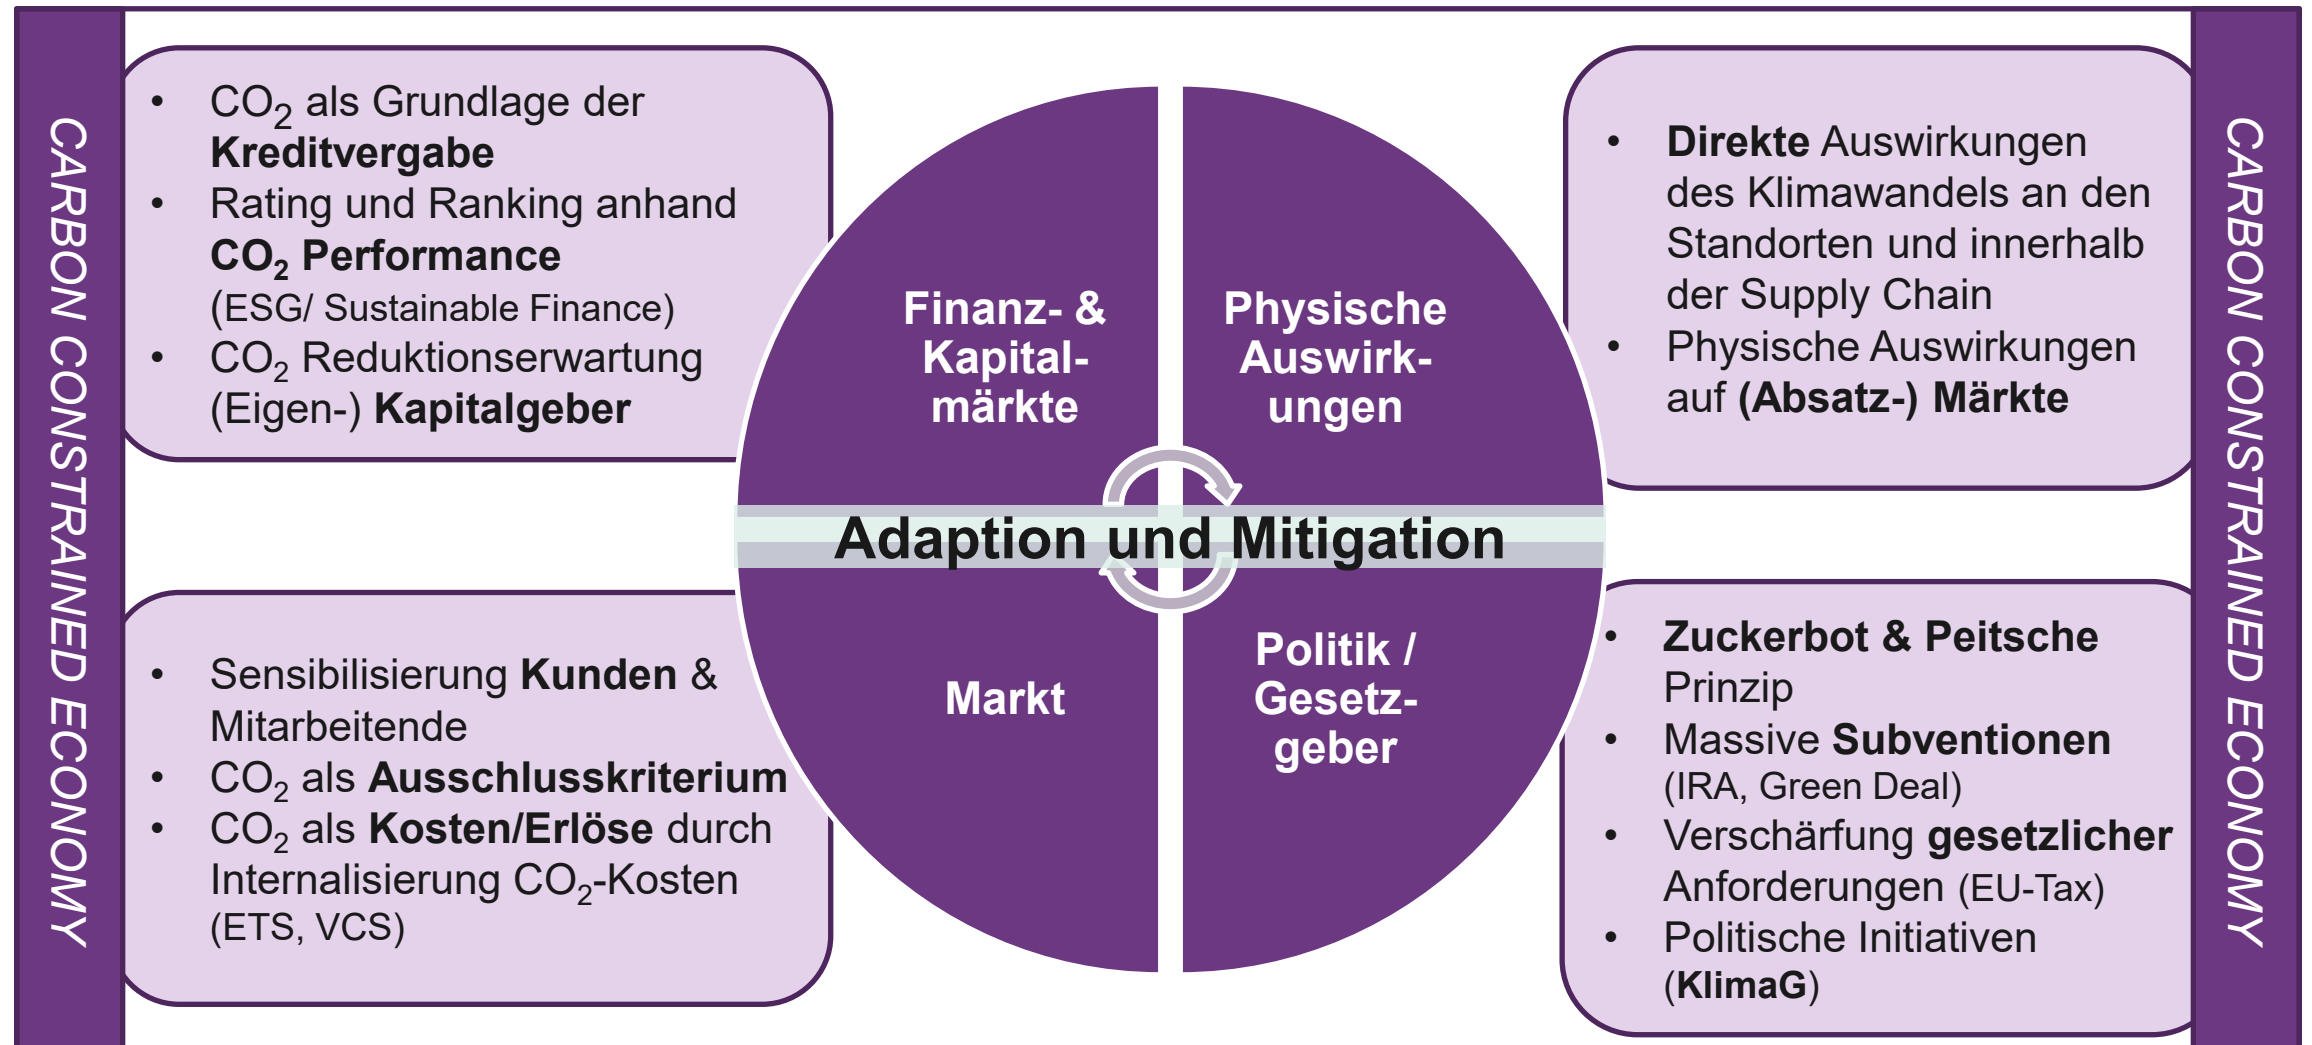 CARBON CONSTRAINED ECONOMY
• CO₂ als Grundlage der
Kreditvergabe
• Rating und Ranking anhand
CO₂ Performance
(ESG/ Sustainable Finance)
• CO₂ Reduktionserwartung
(Eigen-) Kapitalgeber
Finanz- &
Kapital-
märkte
Physische
Auswirk-
ungen
• Direkte Auswirkungen
des Klimawandels an den
Standorten und innerhalb
der Supply Chain
• Physische Auswirkungen
auf (Absatz-) Märkte
Adaption und Mitigation
• Sensibilisierung Kunden &
Mitarbeitende
• CO₂ als Ausschlusskriterium
• CO₂ als Kosten/Erlöse durch
Internalisierung CO₂-Kosten
(ETS, VCS)
Markt
Politik /
Gesetz-
geber
• Zuckerbot & Peitsche
Prinzip
• Massive Subventionen
(IRA, Green Deal)
• Verschärfung gesetzlicher
Anforderungen (EU-Tax)
• Politische Initiativen
(KlimaG)
CARBON CONSTRAINED ECONOMY